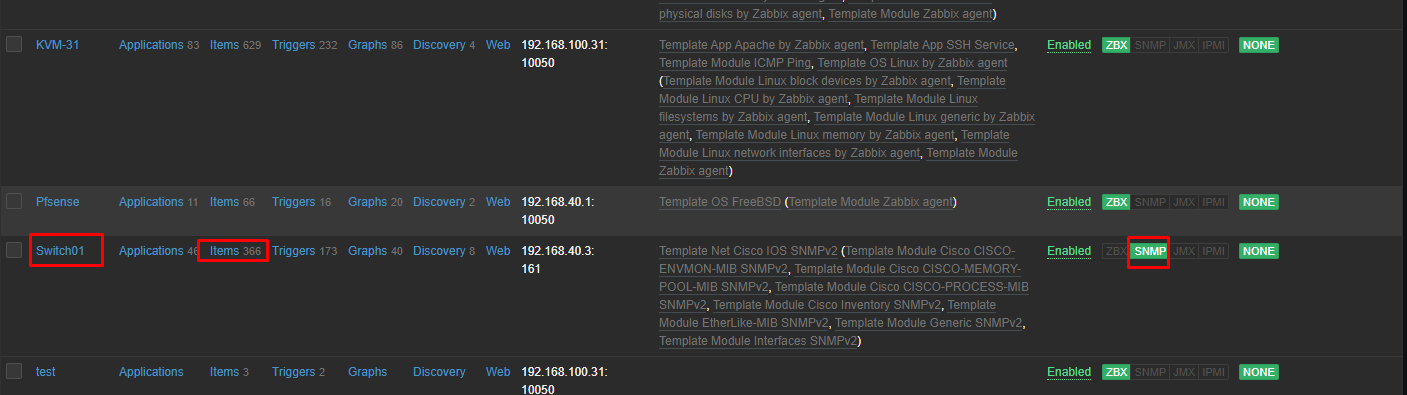 physical disks by Zabbix agent, Template Module Zabbix agent)
KVM-31 Applications 83 Items 629 Triggers 232 Graphs 86 Discovery 4 Web 192.168.100.31: Template App Apache by Zabbix agent, Template App SSH Service, Enabled ZBX SNMP JMX IPMI NONE
10050 Template Module ICMP Ping, Template OS Linux by Zabbix agent
(Template Module Linux block devices by Zabbix agent, Template
Module Linux CPU by Zabbix agent, Template Module Linux
filesystems by Zabbix agent, Template Module Linux generic by Zabbix
agent, Template Module Linux memory by Zabbix agent, Template
Module Linux network interfaces by Zabbix agent, Template Module
Zabbix agent)
Pfsense Applications 11 Items 66 Triggers 16 Graphs 20 Discovery 2 Web 192.168.40.1: Template OS FreeBSD (Template Module Zabbix agent) Enabled ZBX SNMP JMX IPMI NONE
10050
Switch01 Applications 46 Items 366 Triggers 173 Graphs 40 Discovery 8 Web 192.168.40.3: Template Net Cisco IOS SNMPv2 (Template Module Cisco CISCO- Enabled ZBX SNMP JMX IPMI NONE
161 ENVMON-MIB SNMPv2, Template Module Cisco CISCO-MEMORY-
POOL-MIB SNMPv2, Template Module Cisco CISCO-PROCESS-MIB
SNMPv2, Template Module Cisco Inventory SNMPv2, Template
Module EtherLike-MIB SNMPv2, Template Module Generic SNMPv2,
Template Module Interfaces SNMPv2)
test Applications Items 3 Triggers 2 Graphs Discovery Web 192.168.100.31: Enabled ZBX SNMP JMX IPMI NONE
10050